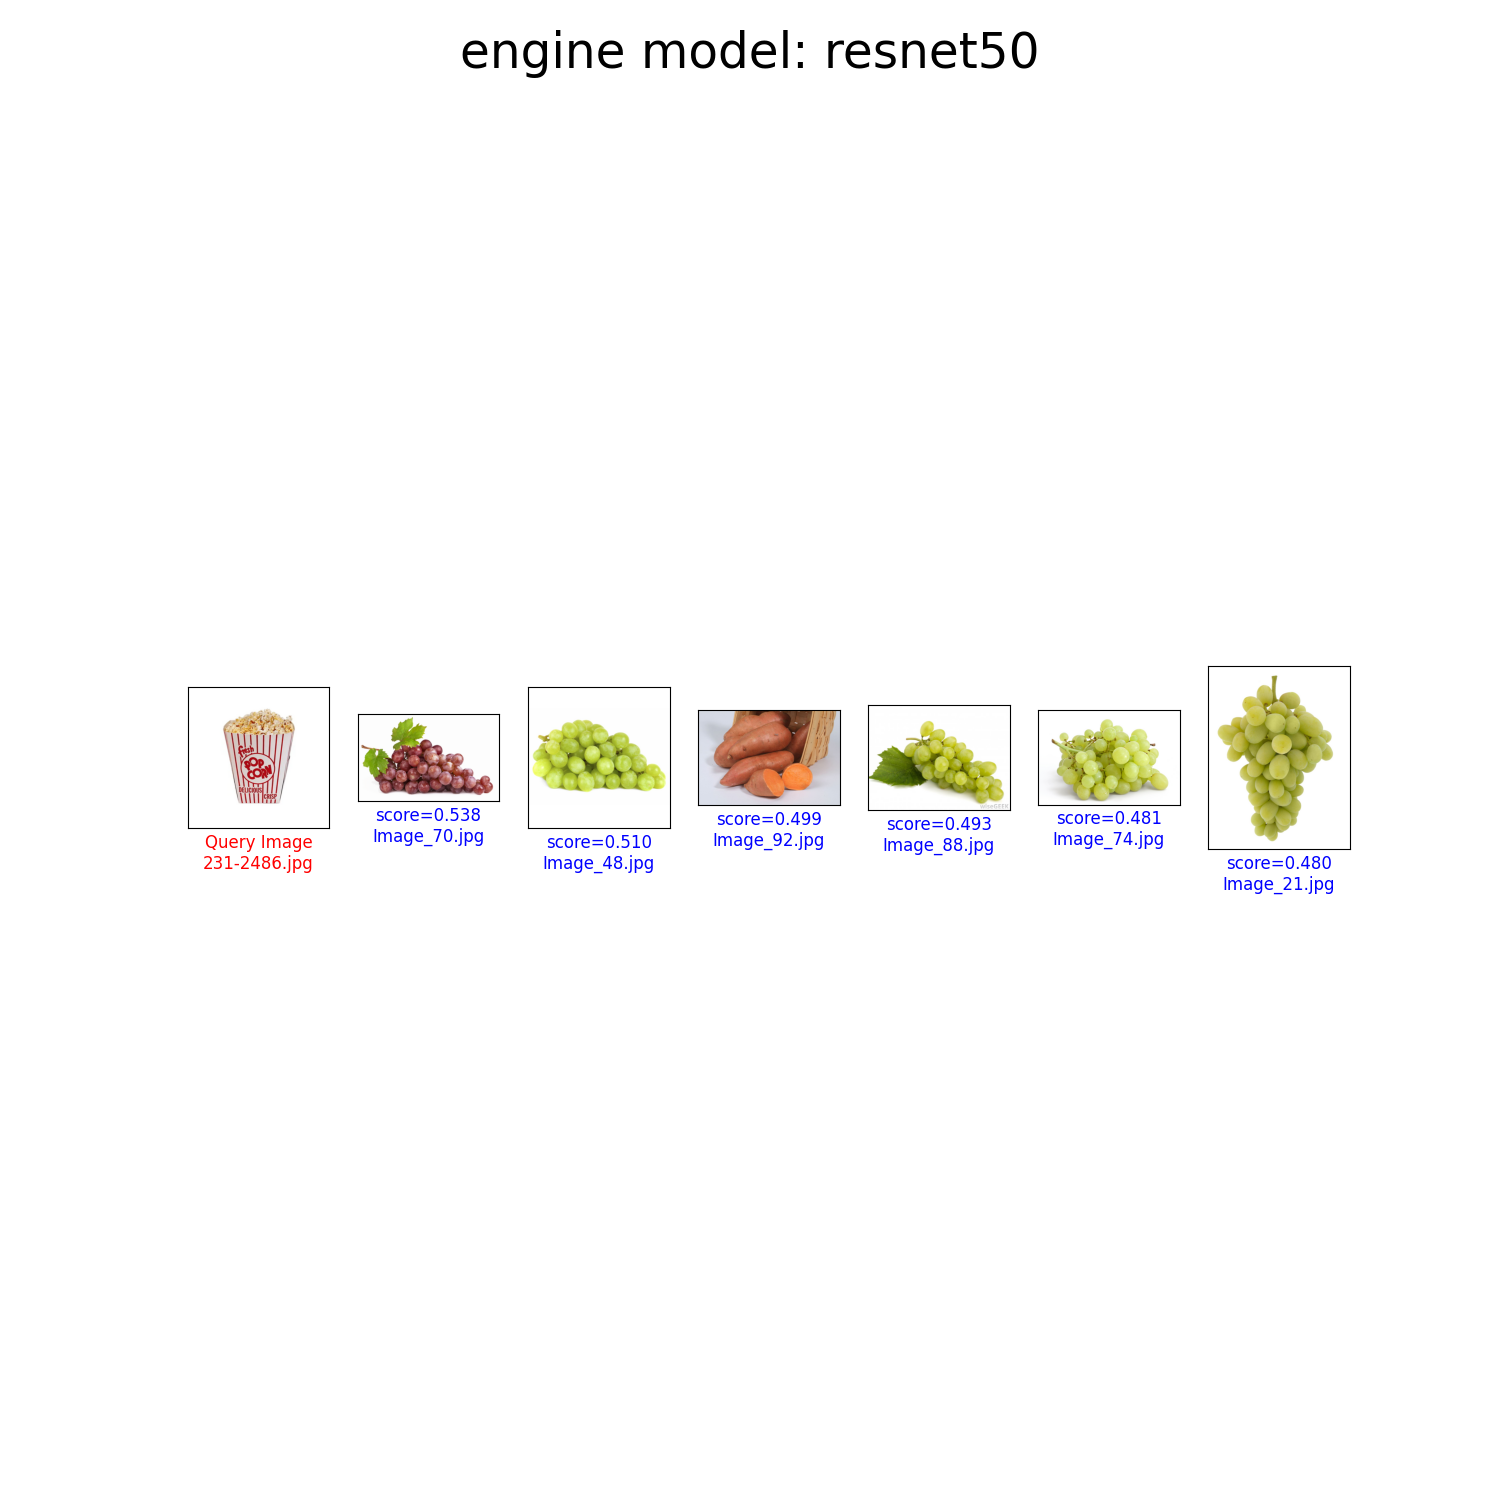 engine model: resnet50
fresh
POP
CORN
DELICIOUS
CRISP
Query Image
231-2486.jpg
score=0.538
Image_70.jpg
score=0.510
Image_48.jpg
score=0.499
Image_92.jpg
score=0.493
Image_88.jpg
score=0.481
Image_74.jpg
score=0.480
Image_21.jpg